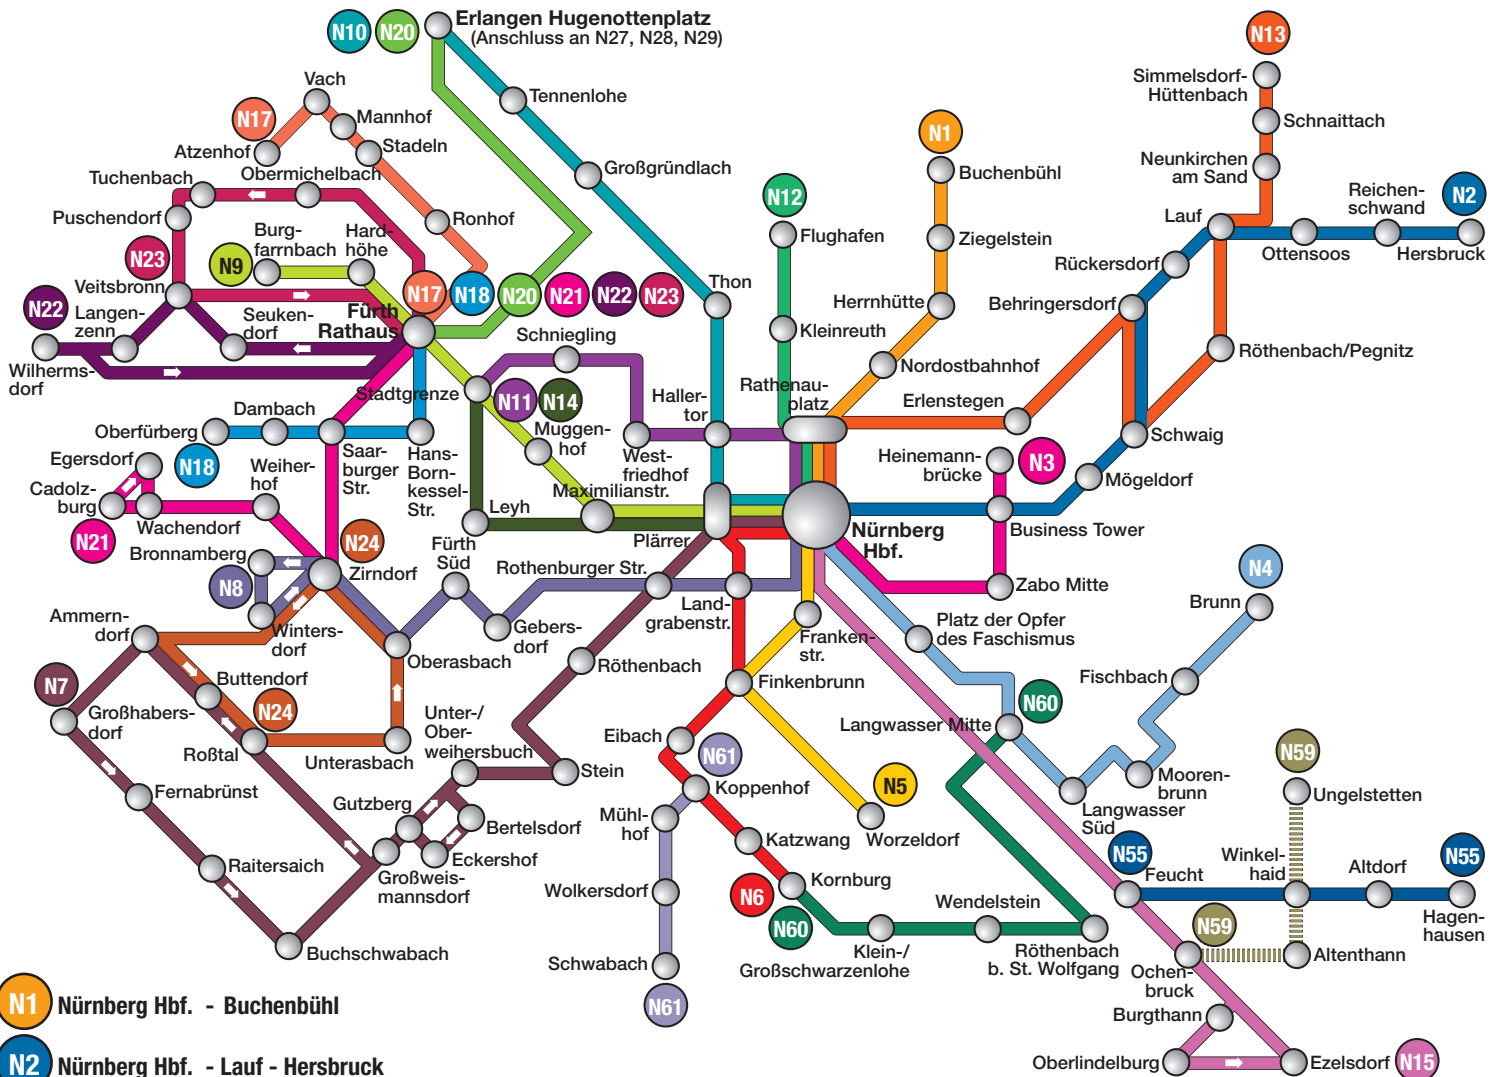 N10
N20
Erlangen Hugenottenplatz
(Anschluss an N27, N28, N29)
N13
Simmelsdorf-
Hüttenbach
Schnaittach
Neunkirchen
am Sand
Lauf
Reichen-
schwand
N2
Ottensoos
Hersbruck
Rückersdorf
Behringersdorf
Röthenbach/Pegnitz
Schwaig
Mögeldorf
Erlenstegen
N1
Buchenbühl
Ziegelstein
Herrnhütte
Nordostbahnhof
N12
Flughafen
Kleinreuth
Rathenau-
platz
Tennenlohe
Großgründlach
Thon
Haller-
tor
Vach
N17
Mannhof
Atzenhof
Stadeln
Ronhof
Tuchenbach
Obermichelbach
Puschendorf
Burg-
farrnbach
Hard-
höhe
N23
N9
Veitsbronn
N22
Langen-
zenn
Seuken-
dorf
Wilherms-
dorf
N17
N18
N20
N21
N22
N23
Fürth
Rathaus
Schniegling
Stadtgrenze
N11
N14
Muggen-
hof
West-
friedhof
Maximilianstr.
Leyh
Plärrer
Nürnberg
Hbf.
Heinemann-
brücke
N3
Business Tower
Zabo Mitte
Dambach
Oberfürberg
N18
Saar-
burger
Str.
Hans-
Born-
kessel-
Str.
Egersdorf
Cadolz-
burg
Weiher-
hof
Wachendorf
N21
Bronnamberg
N24
N8
Zirndorf
Winters-
dorf
Fürth
Süd
Rothenburger Str.
Gebers-
dorf
Oberasbach
Land-
grabenstr.
Franken-
str.
Röthenbach
Finkenbrunn
Ammern-
dorf
Buttendorf
N7
N24
Großhabers-
dorf
Roßtal
Unterasbach
Unter-/
Ober-
weihersbuch
Stein
Fernabrünst
Gutzberg
Bertelsdorf
Eckershof
Großweis-
mannsdorf
Raitersaich
Buchschwabach
Eibach
N61
Koppenhof
Mühl-
hof
Katzwang
Wolkersdorf
Kornburg
N6
N60
Schwabach
N61
N5
Worzeldorf
Platz der Opfer
des Faschismus
N4
Brunn
Fischbach
Langwasser Mitte
N60
Mooren-
brunn
Langwasser
Süd
Wendelstein
Klein-/
Großschwarzenlohe
Röthenbach
b. St. Wolfgang
N59
Ungelstetten
N55
Feucht
Winkel-
haid
Altdorf
N55
Hagen-
hausen
N59
Altenthann
Ochen-
bruck
Burgthann
Oberlindelburg
Ezelsdorf
N15
N1 Nürnberg Hbf. - Buchenbühl
N2 Nürnberg Hbf. - Lauf - Hersbruck